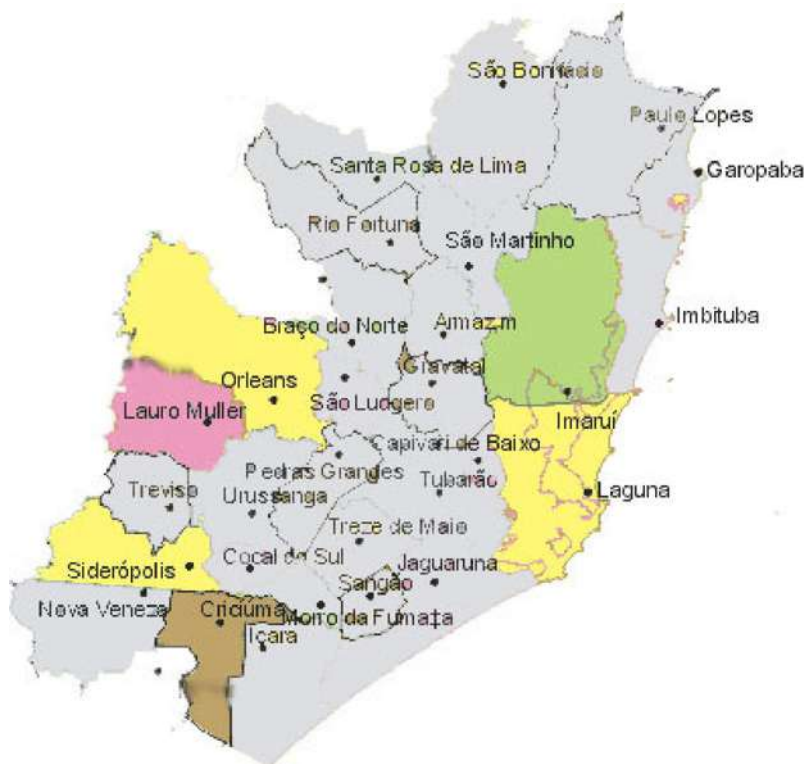 São Bonifácio
Paulo Lopes
Garopaba
Santa Rosa de Lima
Rio Fortuna
São Martinho
Imbituba
Braço do Norte
Armazm
Gravatal
Orleans
São Ludgero
Lauro Muller
Imaruí
Capivari de Baixo
Pedras Grandes
Tubarão
Laguna
Treviso
Urussanga
Treze de Maio
Cocal do Sul
Jaguaruna
Siderópolis
Sangão
Nova Veneza
Criciuma
Morro da Fumaça
Içara